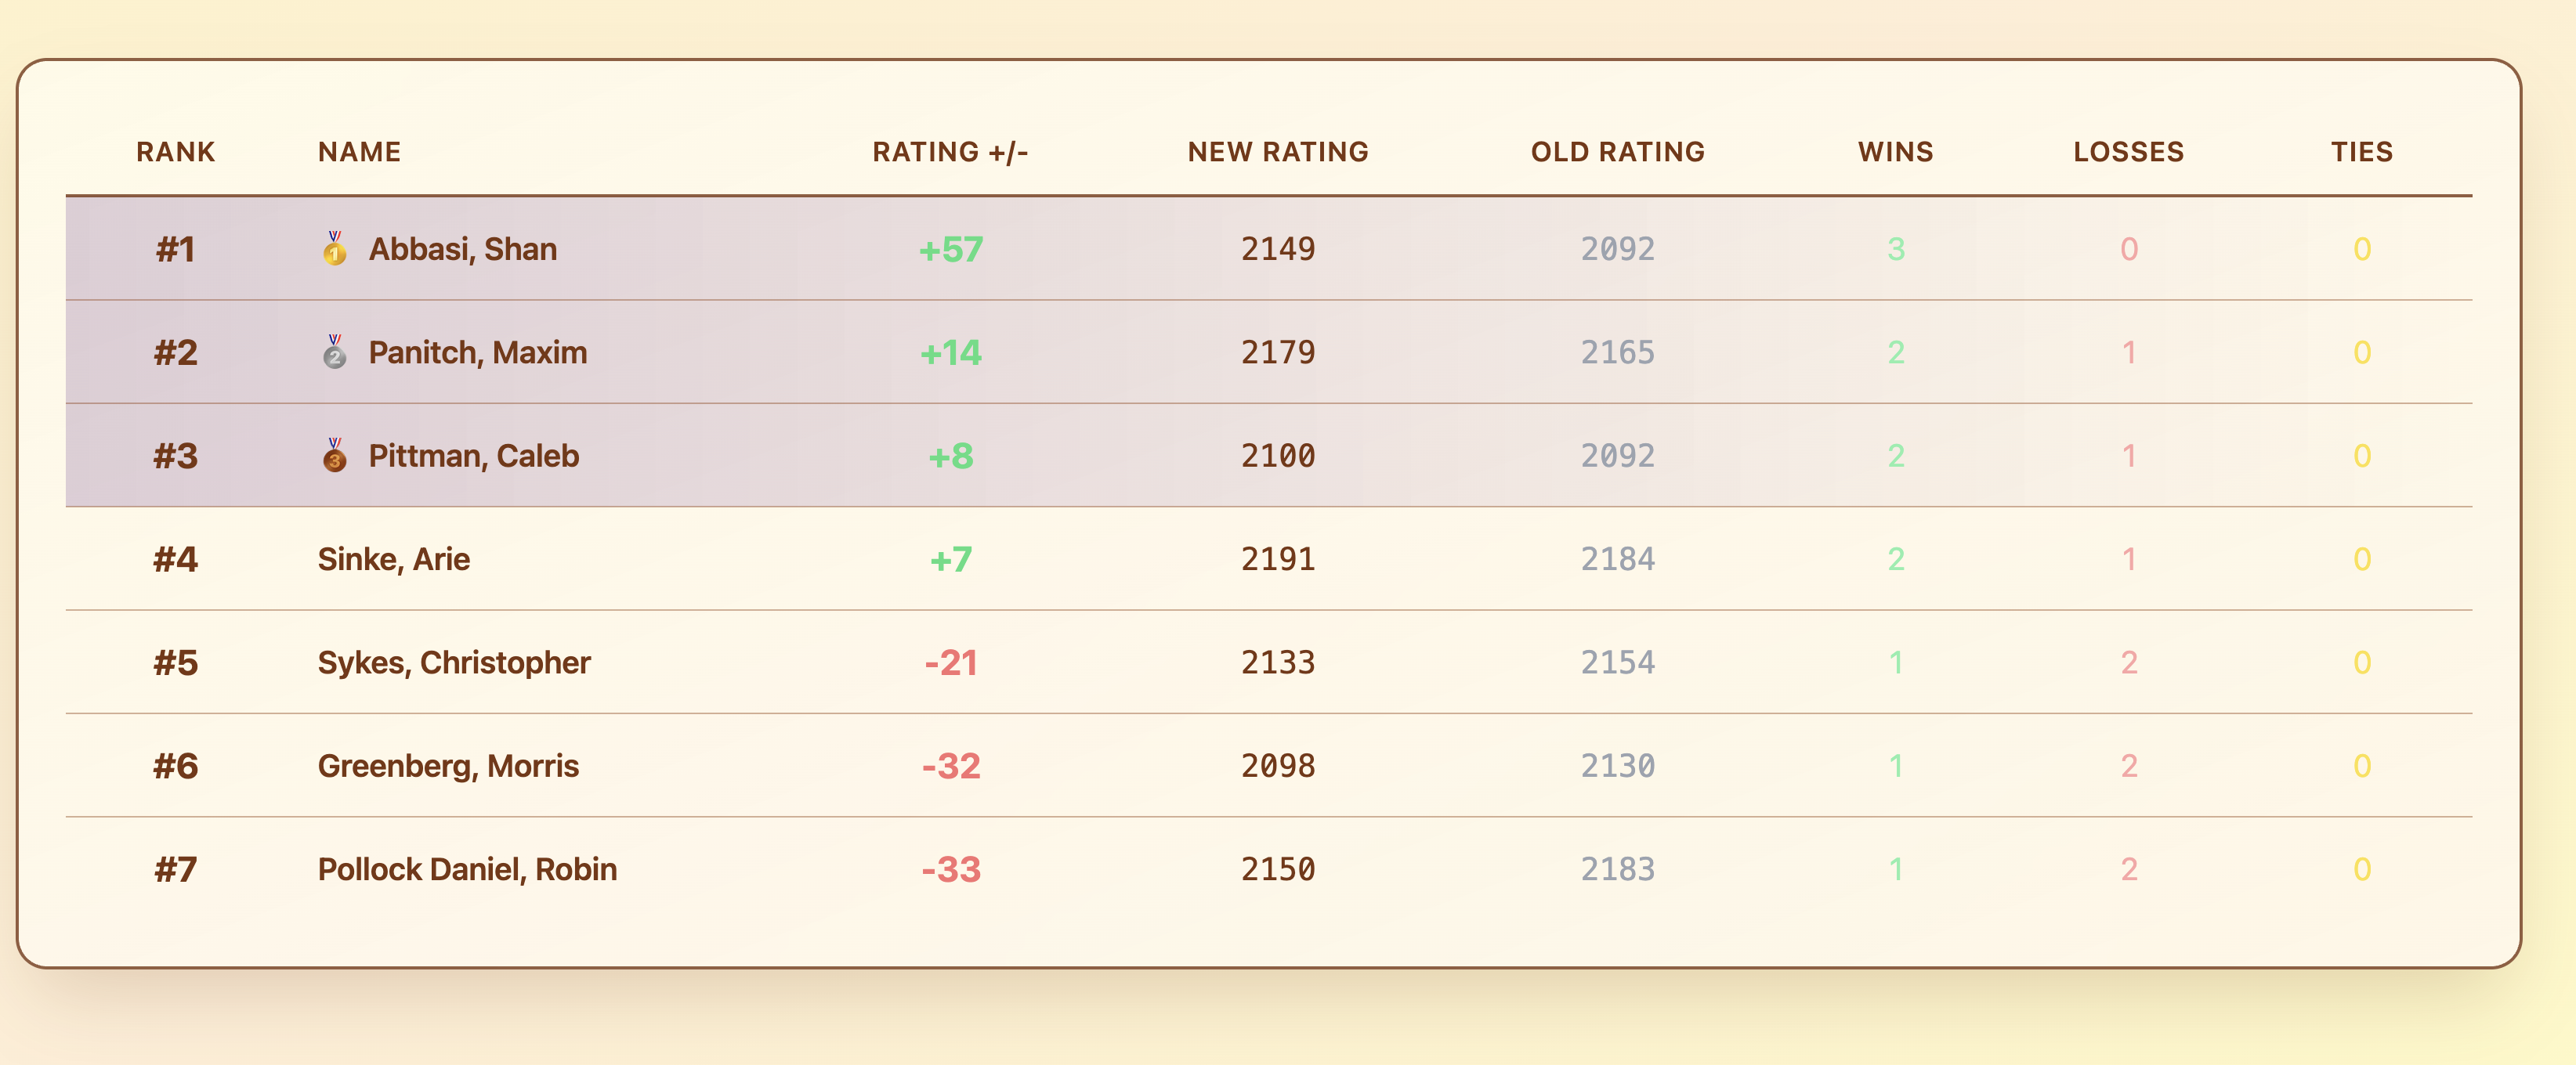 RANK NAME RATING +/- NEW RATING OLD RATING WINS LOSSES TIES
#1 🥇 Abbasi, Shan +57 2149 2092 3 0 0
#2 🥈 Panitch, Maxim +14 2179 2165 2 1 0
#3 🥉 Pittman, Caleb +8 2100 2092 2 1 0
#4 Sinke, Arie +7 2191 2184 2 1 0
#5 Sykes, Christopher -21 2133 2154 1 2 0
#6 Greenberg, Morris -32 2098 2130 1 2 0
#7 Pollock Daniel, Robin -33 2150 2183 1 2 0